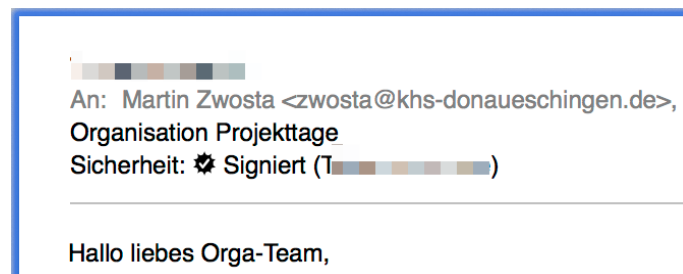 An: Martin Zwosta <zwosta@khs-donaueschingen.de>,
Organisation Projekttage
Sicherheit: Signiert (T )
Hallo liebes Orga-Team,